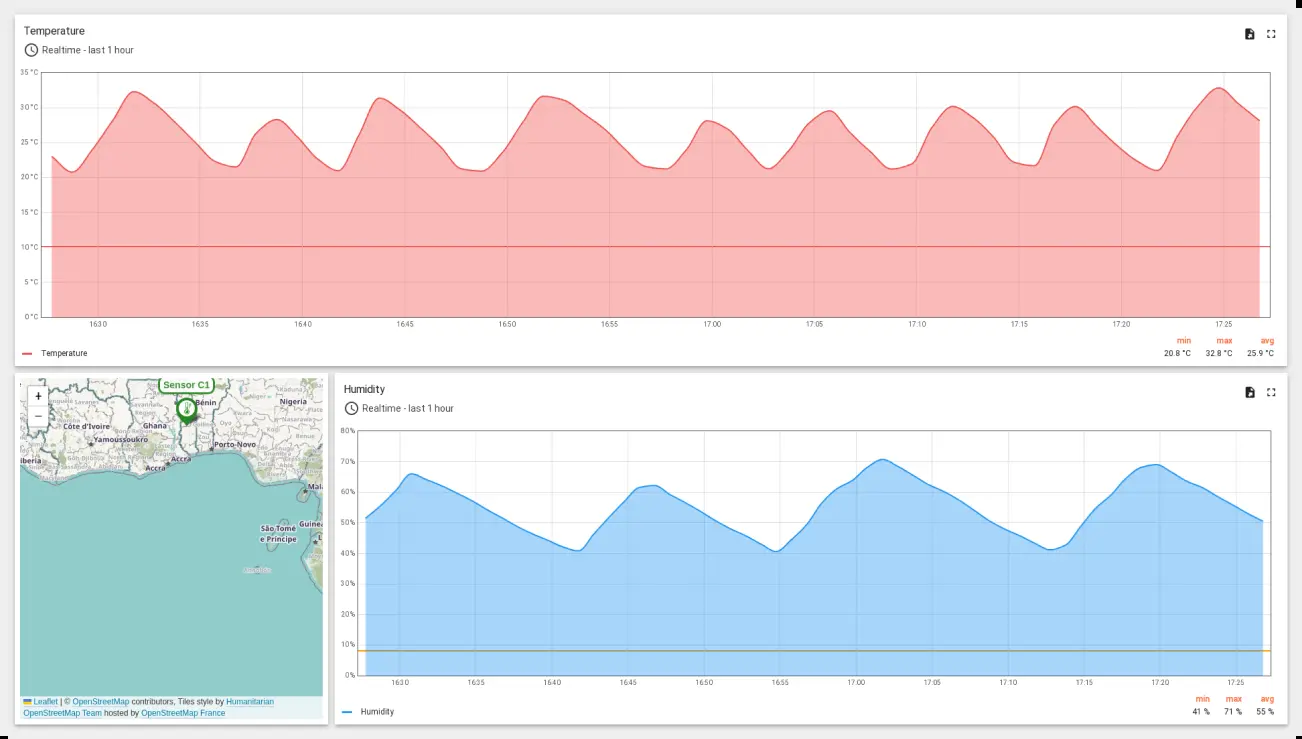 Temperature
Realtime - last 1 hour
35 °C
30 °C
25 °C
20 °C
15 °C
10 °C
5 °C
0 °C
16:30 16:35 16:40 16:45 16:50 16:55 17:00 17:05 17:10 17:15 17:20 17:25
min max avg
Temperature 20.8 °C 32.8 °C 25.9 °C
+
−
Sensor C1
Bénin
Nigeria
Côte d'Ivoire
Ghana
Yamoussoukro
Porto-Novo
Accra
Accra
São Tomé
e Príncipe
Leaflet | © OpenStreetMap contributors, Tiles style by Humanitarian
OpenStreetMap Team hosted by OpenStreetMap France
Humidity
Realtime - last 1 hour
80%
70%
60%
50%
40%
30%
20%
10%
0%
16:30 16:35 16:40 16:45 16:50 16:55 17:00 17:05 17:10 17:15 17:20 17:25
min max avg
Humidity 41 % 71 % 55 %